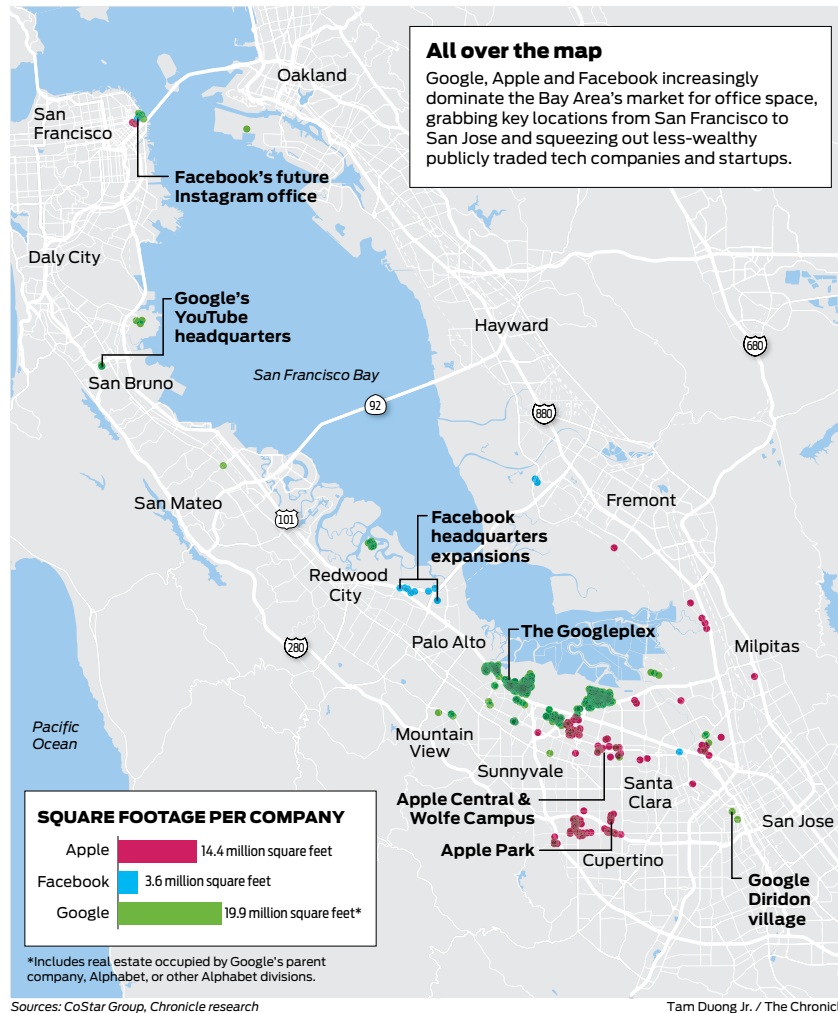 All over the map
Google, Apple and Facebook increasingly
dominate the Bay Area's market for office space,
grabbing key locations from San Francisco to
San Jose and squeezing out less-wealthy
publicly traded tech companies and startups.
Oakland
San
Francisco
Facebook's future
Instagram office
Daly City
Google's
YouTube
headquarters
Hayward
680
San Bruno
San Francisco Bay
92
880
San Mateo
Fremont
101
Facebook
headquarters
expansions
Redwood
City
Palo Alto
The Googleplex
280
Milpitas
Pacific
Ocean
Mountain
View
Sunnyvale
Santa
Clara
Apple Central &
Wolfe Campus
San Jose
Apple Park
Cupertino
Google
Diridon
village
SQUARE FOOTAGE PER COMPANY
Apple 14.4 million square feet
Facebook 3.6 million square feet
Google 19.9 million square feet*
*Includes real estate occupied by Google's parent
company, Alphabet, or other Alphabet divisions.
Sources: CoStar Group, Chronicle research
Tam Duong Jr. / The Chronicl